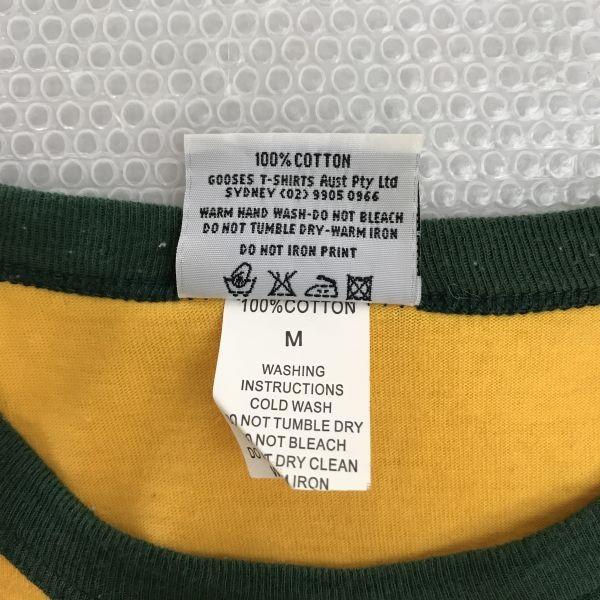 100% COTTON
GOOSES T-SHIRTS Aust Pty Ltd
SYDNEY (02) 9905 0966
WARM HAND WASH-DO NOT BLEACH
DO NOT TUMBLE DRY-WARM IRON
DO NOT IRON PRINT
100%COTTON
M
WASHING
INSTRUCTIONS
COLD WASH
DO NOT TUMBLE DRY
NOT BLEACH
DRY CLEAN
IRON